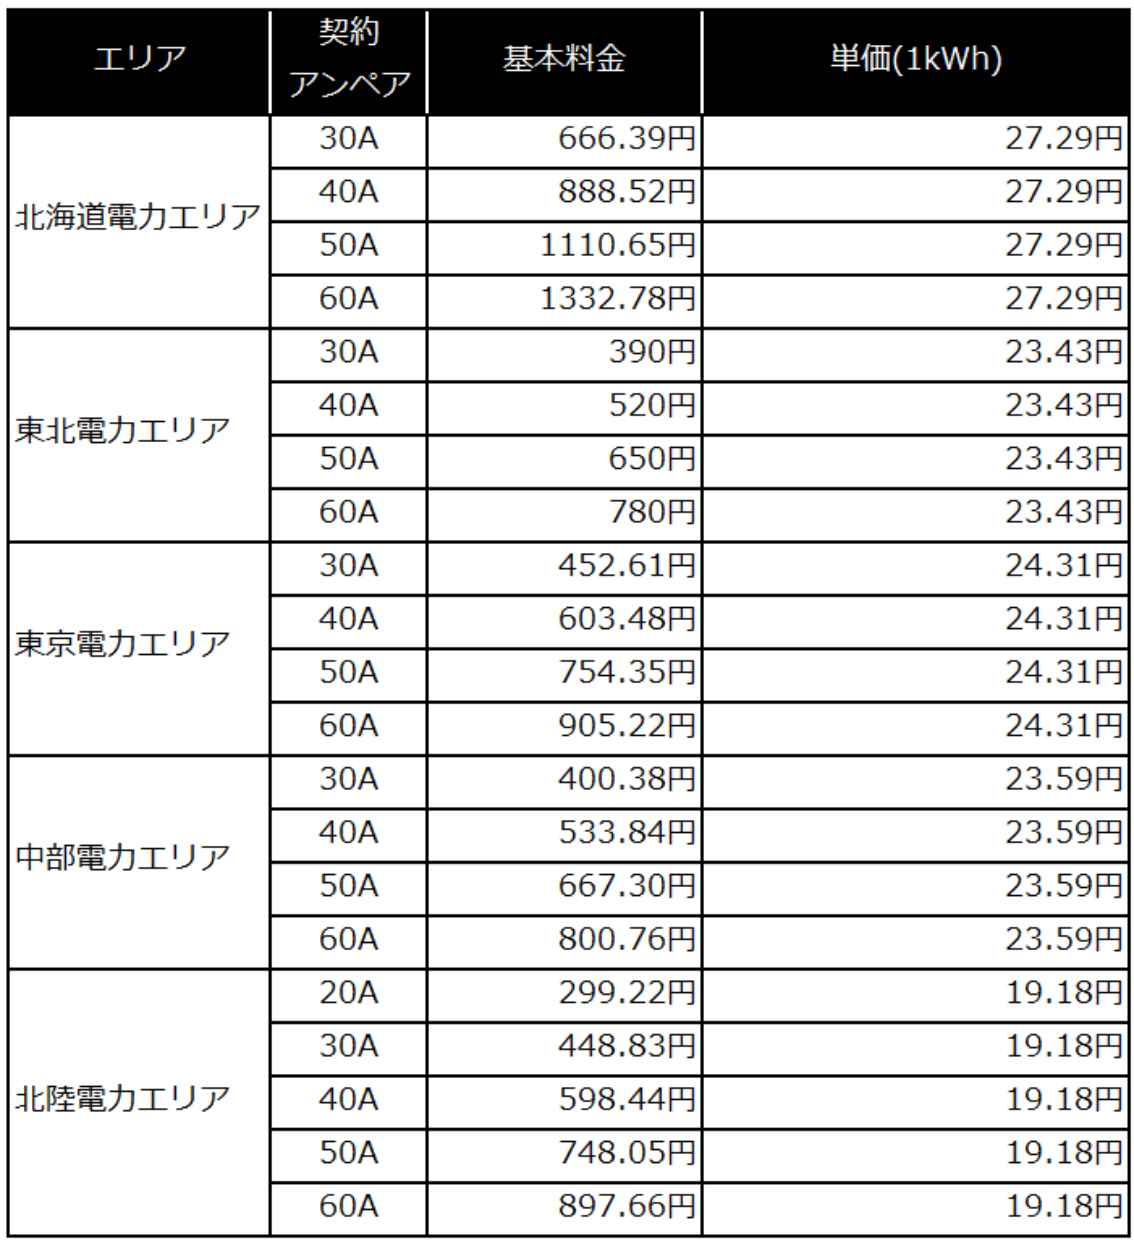 エリア 契約アンペア 基本料金 単価(1kWh)
北海道電力エリア 30A 666.39円 27.29円
40A 888.52円 27.29円
50A 1110.65円 27.29円
60A 1332.78円 27.29円
東北電力エリア 30A 390円 23.43円
40A 520円 23.43円
50A 650円 23.43円
60A 780円 23.43円
東京電力エリア 30A 452.61円 24.31円
40A 603.48円 24.31円
50A 754.35円 24.31円
60A 905.22円 24.31円
中部電力エリア 30A 400.38円 23.59円
40A 533.84円 23.59円
50A 667.30円 23.59円
60A 800.76円 23.59円
北陸電力エリア 20A 299.22円 19.18円
30A 448.83円 19.18円
40A 598.44円 19.18円
50A 748.05円 19.18円
60A 897.66円 19.18円